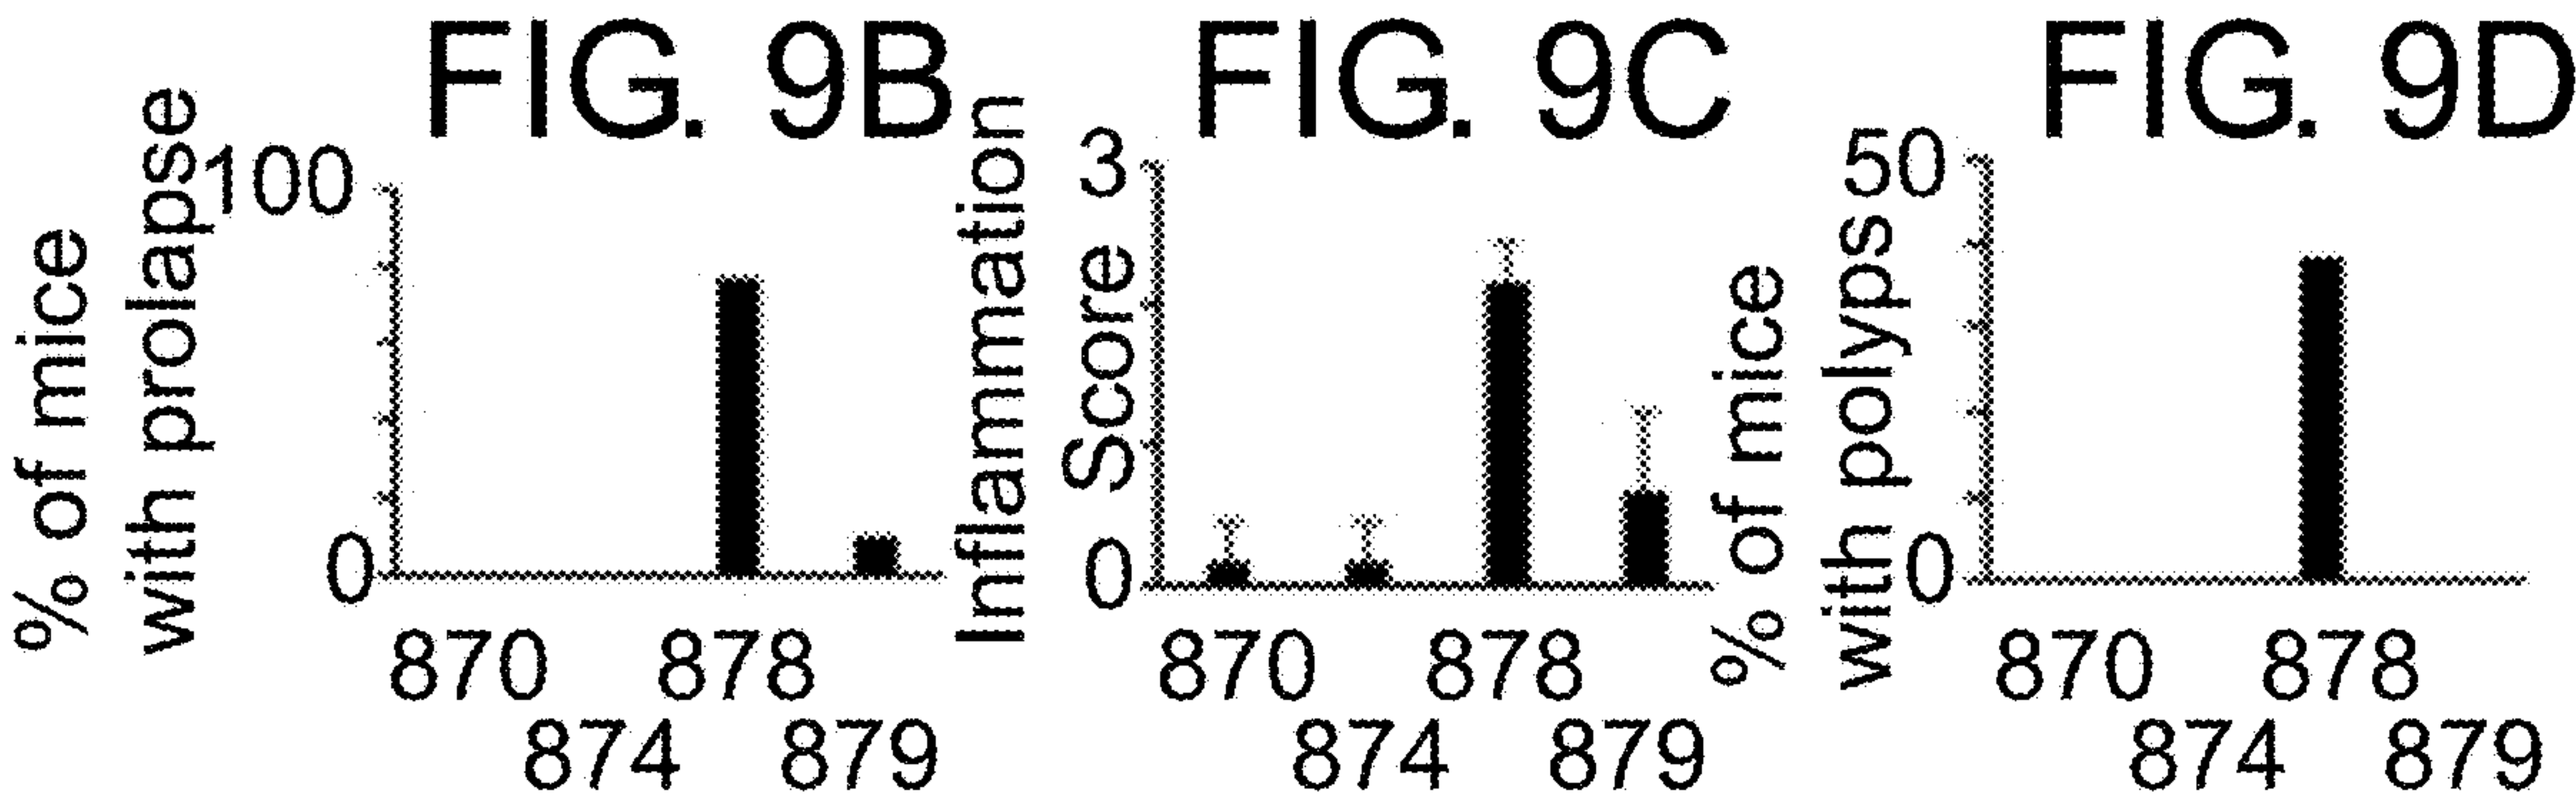 FIG. 9B
% of mice
with prolapse
100
0
870
878
874
879
FIG. 9C
Inflammation
Score
3
0
870
878
874
879
FIG. 9D
% of mice
with polyps
50
0
870
878
874
879